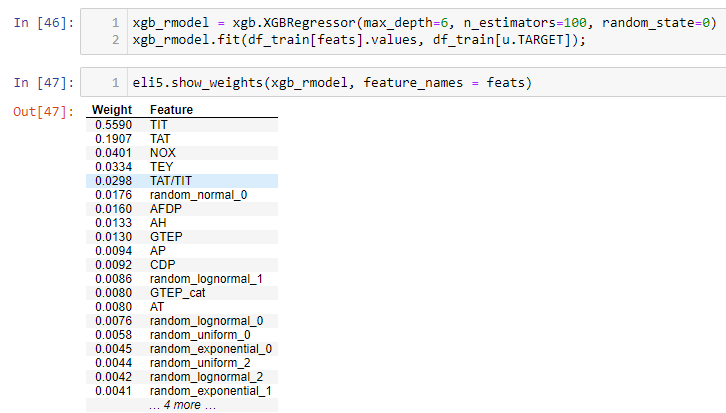 In [46]: 1 xgb_rmodel = xgb.XGBRegressor(max_depth=6, n_estimators=100, random_state=0)
2 xgb_rmodel.fit(df_train[feats].values, df_train[u.TARGET]);
In [47]: 1 eli5.show_weights(xgb_rmodel, feature_names = feats)
Out[47]: Weight Feature
0.5590 TIT
0.1907 TAT
0.0401 NOX
0.0334 TEY
0.0298 TAT/TIT
0.0176 random_normal_0
0.0160 AFDP
0.0133 AH
0.0130 GTEP
0.0094 AP
0.0092 CDP
0.0086 random_lognormal_1
0.0080 GTEP_cat
0.0080 AT
0.0076 random_lognormal_0
0.0058 random_uniform_0
0.0045 random_exponential_0
0.0044 random_uniform_2
0.0042 random_lognormal_2
0.0041 random_exponential_1
… 4 more …